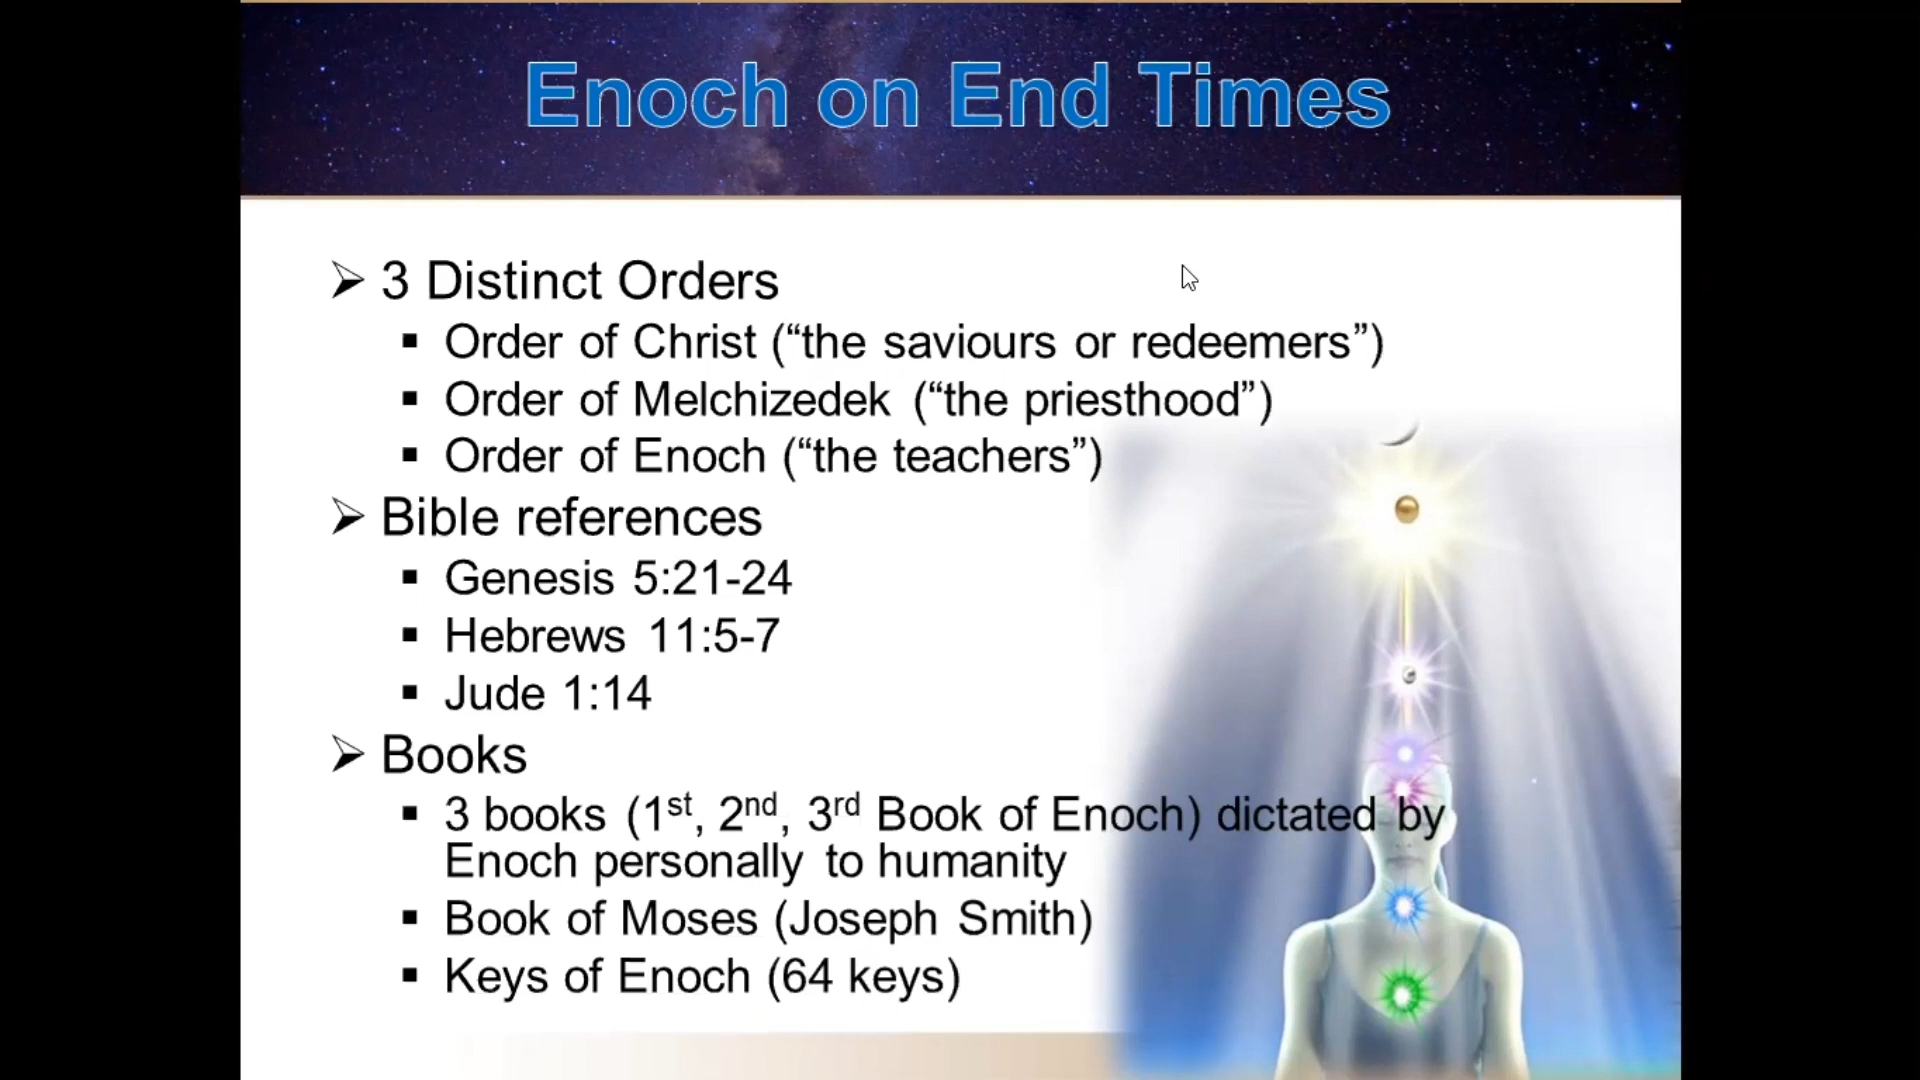 Enoch on End Times
➢ 3 Distinct Orders
▪ Order of Christ (“the saviours or redeemers”)
▪ Order of Melchizedek (“the priesthood”)
▪ Order of Enoch (“the teachers”)
➢ Bible references
▪ Genesis 5:21-24
▪ Hebrews 11:5-7
▪ Jude 1:14
➢ Books
▪ 3 books (1st, 2nd, 3rd Book of Enoch) dictated by
Enoch personally to humanity
▪ Book of Moses (Joseph Smith)
▪ Keys of Enoch (64 keys)